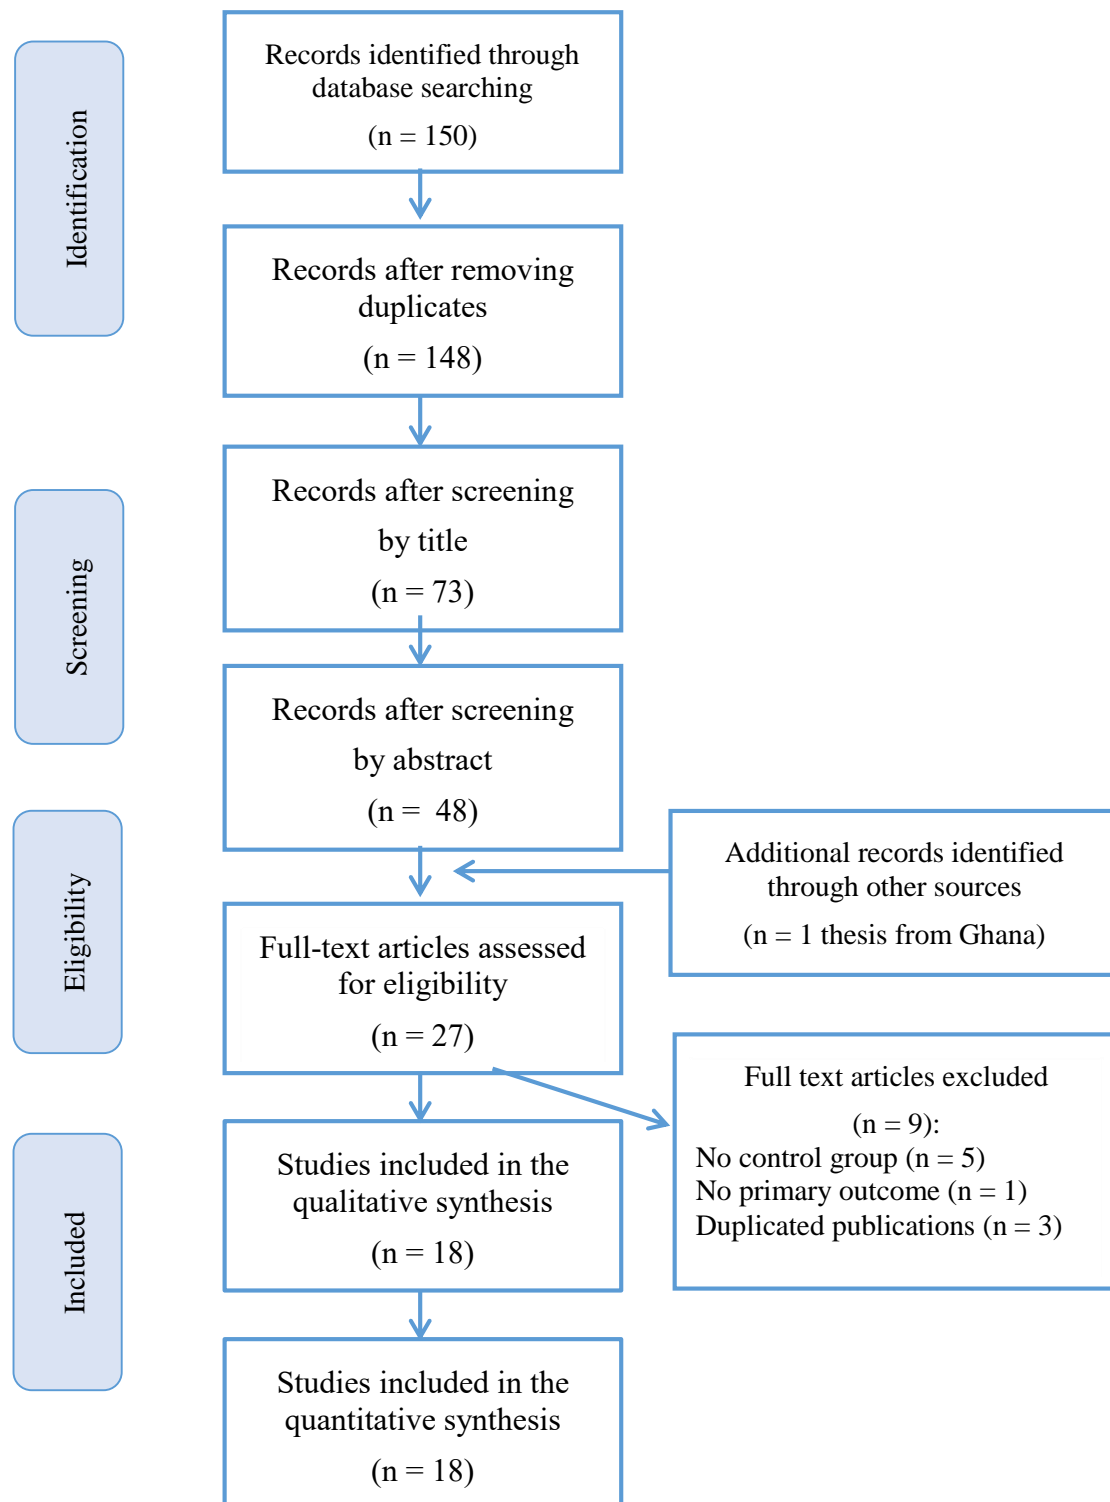 Identification
Records identified through
database searching
(n = 150)
Records after removing
duplicates
(n = 148)
Screening
Records after screening
by title
(n = 73)
Records after screening
by abstract
(n =  48)
Eligibility
Additional records identified
through other sources
(n = 1 thesis from Ghana)
Full-text articles assessed
for eligibility
(n = 27)
Full text articles excluded
(n = 9):
No control group (n = 5)
No primary outcome (n = 1)
Duplicated publications (n = 3)
Included
Studies included in the
qualitative synthesis
(n = 18)
Studies included in the
quantitative synthesis
(n = 18)